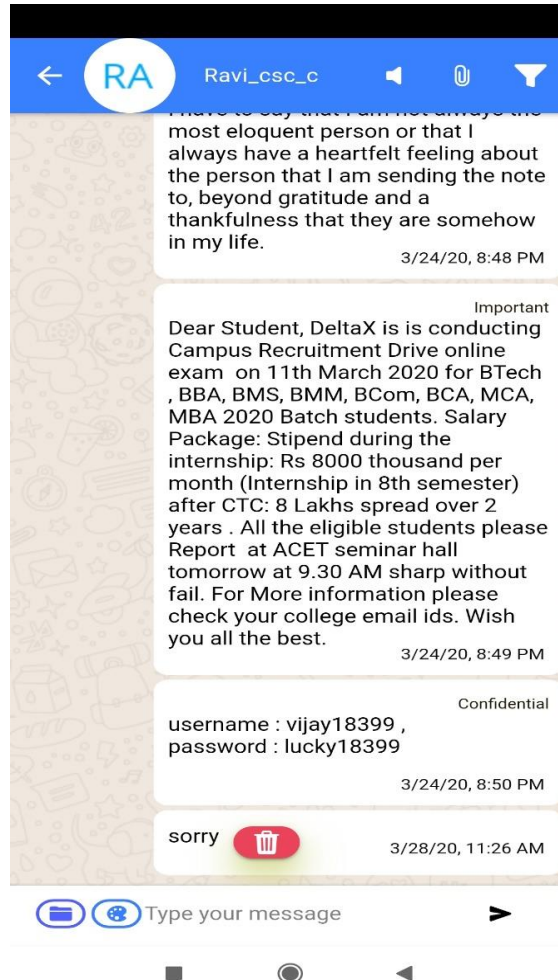 RA
Ravi_csc_c
most eloquent person or that I
always have a heartfelt feeling about
the person that I am sending the note
to, beyond gratitude and a
thankfulness that they are somehow
in my life.
3/24/20, 8:48 PM
Important
Dear Student, DeltaX is is conducting
Campus Recruitment Drive online
exam on 11th March 2020 for BTech
, BBA, BMS, BMM, BCom, BCA, MCA,
MBA 2020 Batch students. Salary
Package: Stipend during the
internship: Rs 8000 thousand per
month (Internship in 8th semester)
after CTC: 8 Lakhs spread over 2
years . All the eligible students please
Report at ACET seminar hall
tomorrow at 9.30 AM sharp without
fail. For More information please
check your college email ids. Wish
you all the best.
3/24/20, 8:49 PM
Confidential
username : vijay18399 ,
password : lucky18399
3/24/20, 8:50 PM
sorry
3/28/20, 11:26 AM
Type your message